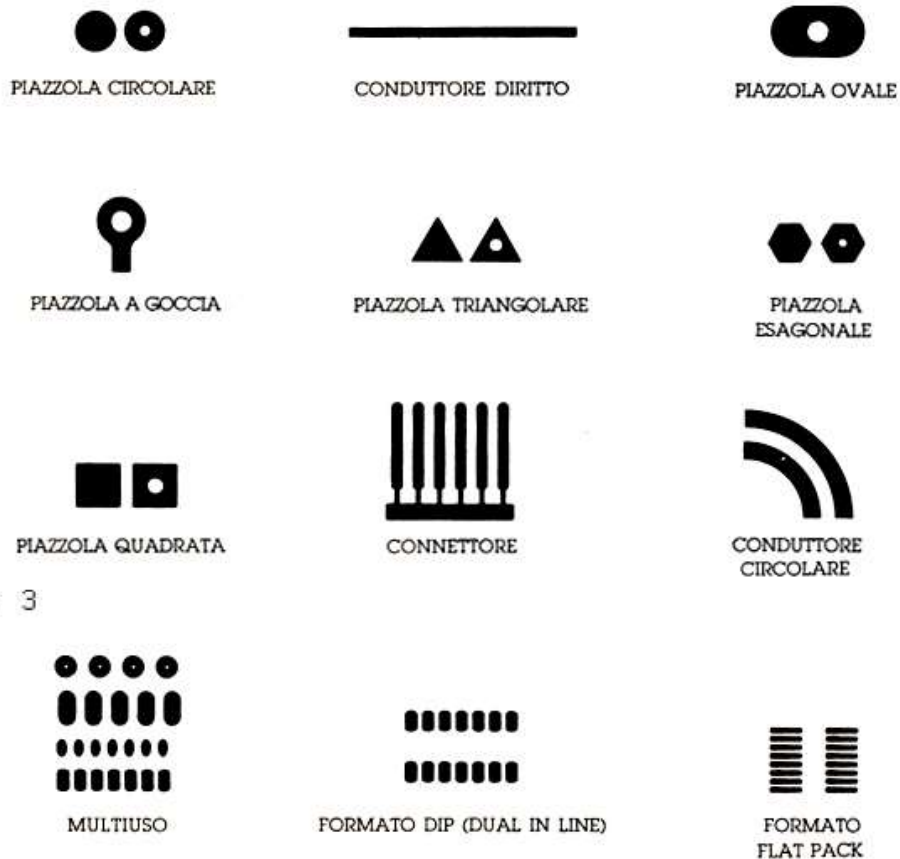 PIAZZOLA CIRCOLARE
CONDUTTORE DIRITTO
PIAZZOLA OVALE
PIAZZOLA A GOCCIA
PIAZZOLA TRIANGOLARE
PIAZZOLA
ESAGONALE
PIAZZOLA QUADRATA
CONNETTORE
CONDUTTORE
CIRCOLARE
3
MULTIUSO
FORMATO DIP (DUAL IN LINE)
FORMATO
FLAT PACK